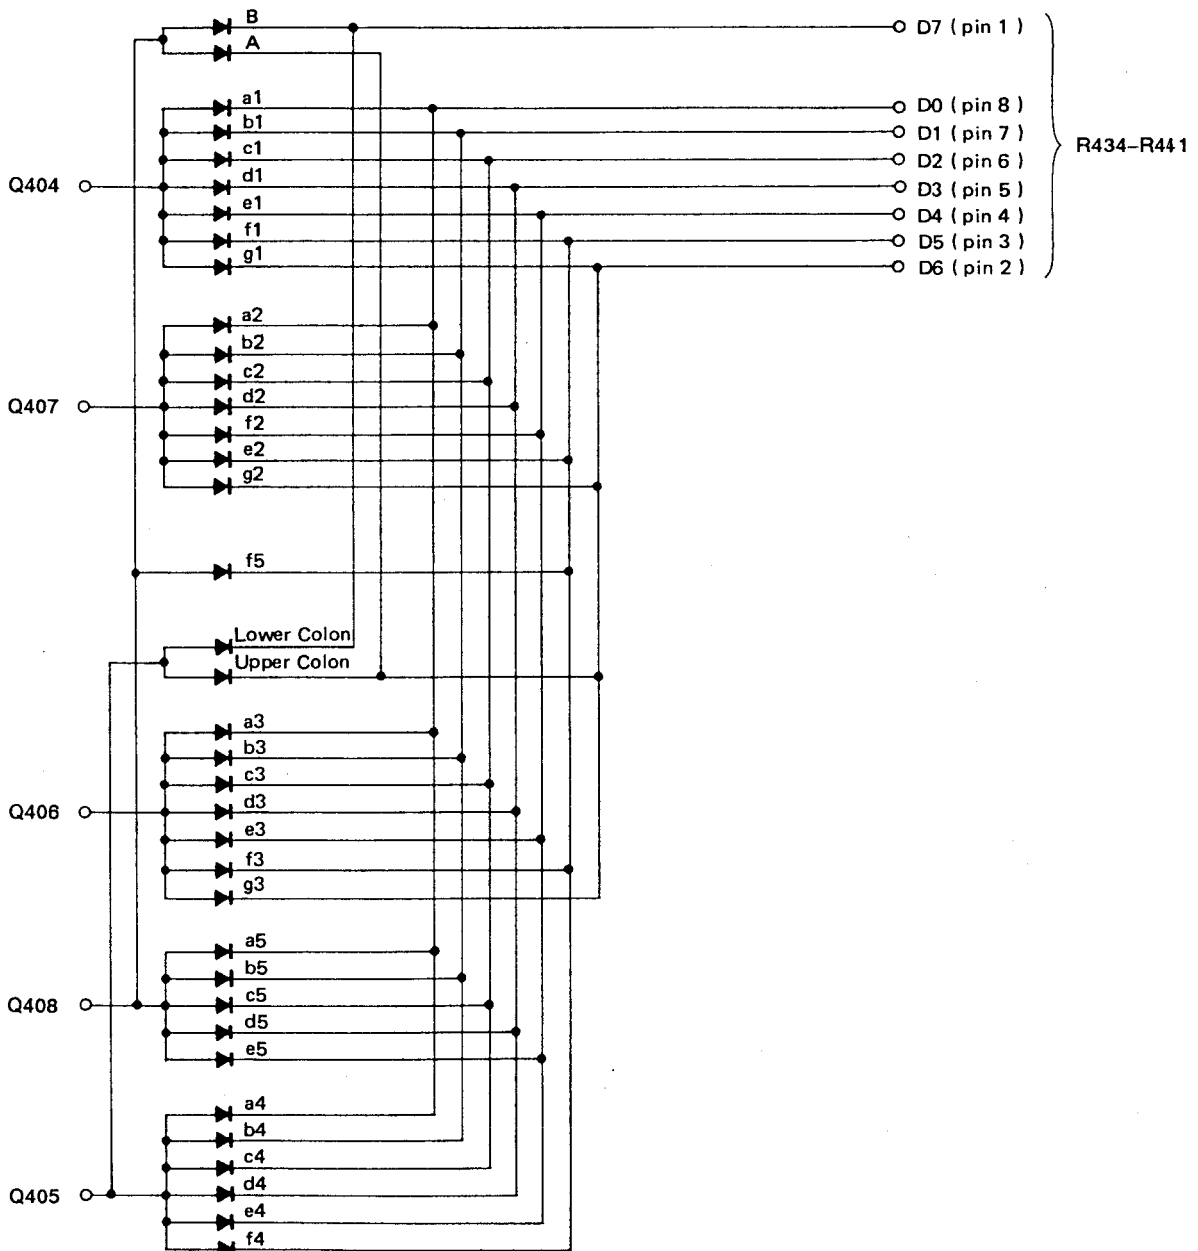 B
D7 (pin 1)
A
a1
D0 (pin 8)
b1
D1 (pin 7)
R434–R441
c1
D2 (pin 6)
Q404
d1
D3 (pin 5)
e1
D4 (pin 4)
f1
D5 (pin 3)
g1
D6 (pin 2)
a2
b2
c2
Q407
d2
f2
e2
g2
f5
Lower Colon
Upper Colon
a3
b3
c3
Q406
d3
e3
f3
g3
a5
b5
Q408
c5
d5
e5
a4
b4
c4
Q405
d4
e4
f4